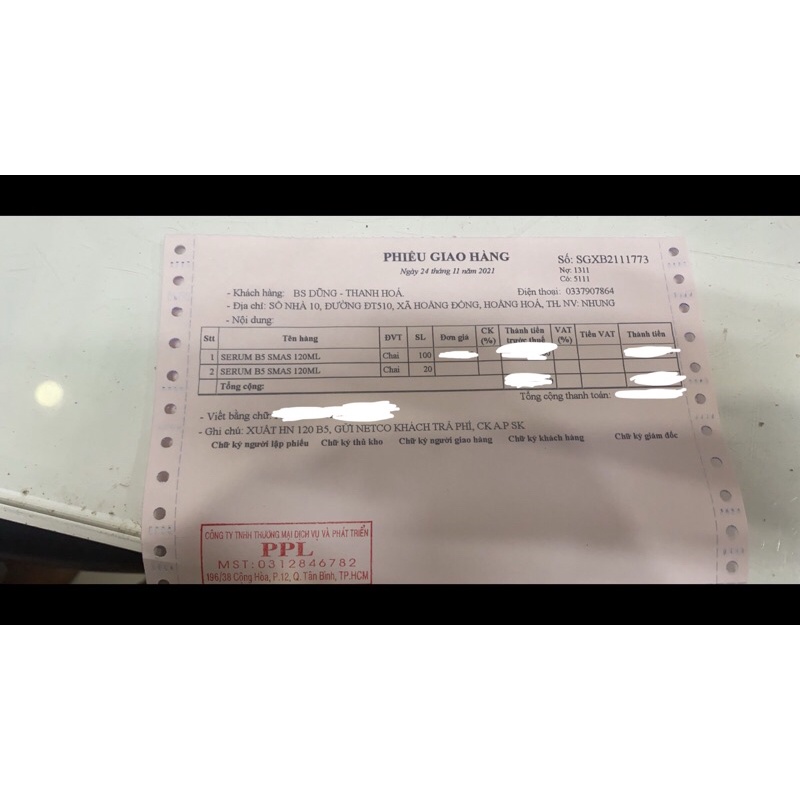 PHIẾU GIAO HÀNG
Số: SGXB2111773
Ngày 24 tháng 11 năm 2021
Nợ: 1311
Có: 5111
- Khách hàng: BS DŨNG - THANH HOÁ.
Điện thoại: 0337907864
- Địa chỉ: SỐ NHÀ 10, ĐƯỜNG ĐT510, XÃ HOẰNG ĐỒNG, HOẰNG HOÁ, TH. NV: NHUNG
- Nội dung:
Stt Tên hàng ĐVT SL Đơn giá CK (%) Thành tiền trước thuế VAT (%) Tiền VAT Thành tiền
1 SERUM B5 SMAS 120ML Chai 100
2 SERUM B5 SMAS 120ML Chai 20
Tổng cộng:
Tổng cộng thanh toán:
- Viết bằng chữ:
- Ghi chú: XUẤT HN 120 B5, GỬI NETCO KHÁCH TRẢ PHÍ, CK A.P SK
Chữ ký người lập phiếu Chữ ký thủ kho Chữ ký người giao hàng Chữ ký khách hàng Chữ ký giám đốc
CÔNG TY TNHH THƯƠNG MẠI DỊCH VỤ VÀ PHÁT TRIỂN
PPL
MST:0312846782
196/38 Cộng Hòa, P.12, Q.Tân Bình, TP.HCM